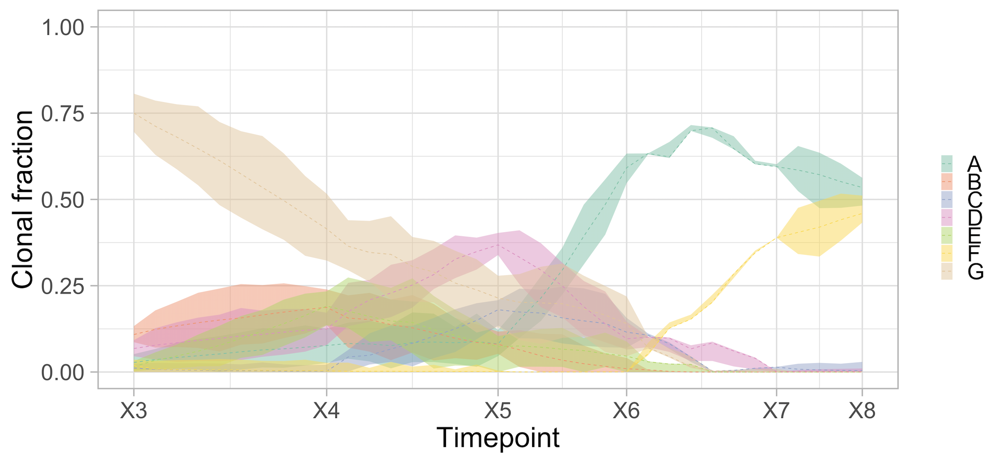 Clonal fraction
1.00
0.75
0.50
0.25
0.00
X3 X4 X5 X6 X7 X8
Timepoint
A
B
C
D
E
F
G